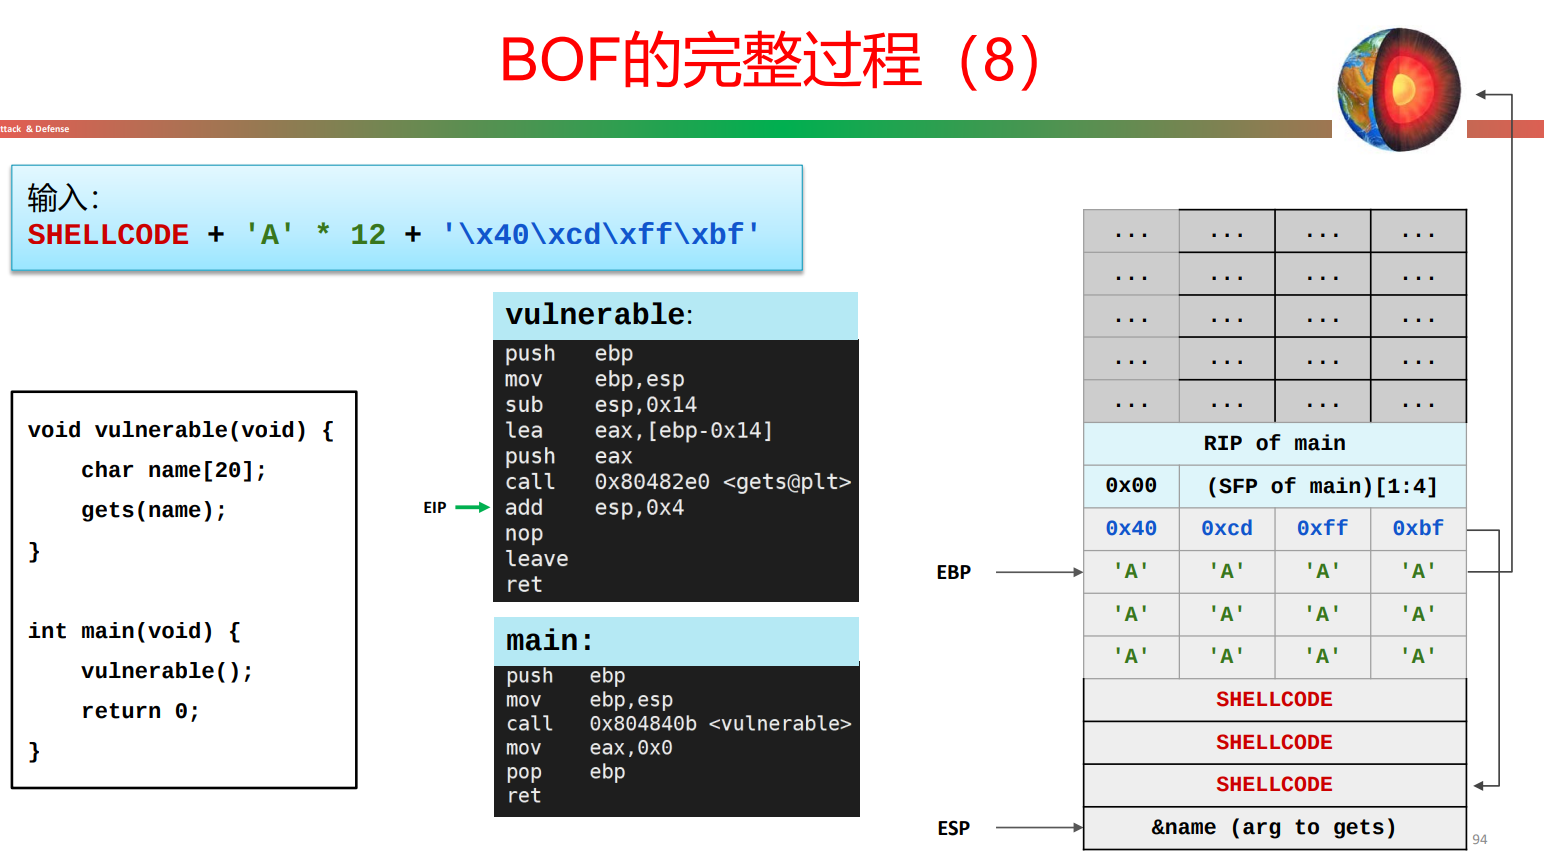 BOF的完整过程（8）
ttack & Defense
输入：
SHELLCODE + 'A' * 12 + '\x40\xcd\xff\xbf'
void vulnerable(void) {
char name[20];
gets(name);
}
int main(void) {
vulnerable();
return 0;
}
vulnerable:
push ebp
mov ebp,esp
sub esp,0x14
lea eax,[ebp-0x14]
push eax
call 0x80482e0 <gets@plt>
EIP
add esp,0x4
nop
leave
ret
main:
push ebp
mov ebp,esp
call 0x804840b <vulnerable>
mov eax,0x0
pop ebp
ret
... ... ... ...
... ... ... ...
... ... ... ...
... ... ... ...
... ... ... ...
RIP of main
0x00 (SFP of main)[1:4]
0x40 0xcd 0xff 0xbf
EBP
'A' 'A' 'A' 'A'
'A' 'A' 'A' 'A'
'A' 'A' 'A' 'A'
SHELLCODE
SHELLCODE
SHELLCODE
ESP
&name (arg to gets)
94